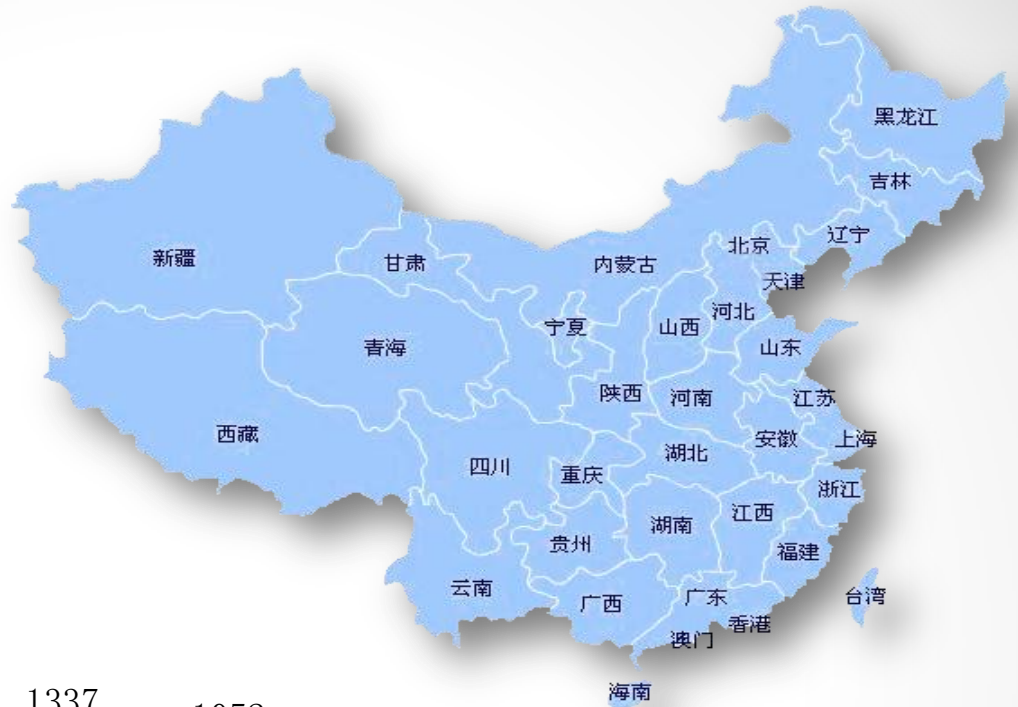 黑龙江
吉林
辽宁
北京
新疆
甘肃
内蒙古
天津
河北
宁夏
山西
青海
山东
陕西
河南
江苏
西藏
安徽
上海
湖北
四川
重庆
浙江
江西
湖南
贵州
福建
云南
广西
广东
台湾
香港
澳门
海南
1337